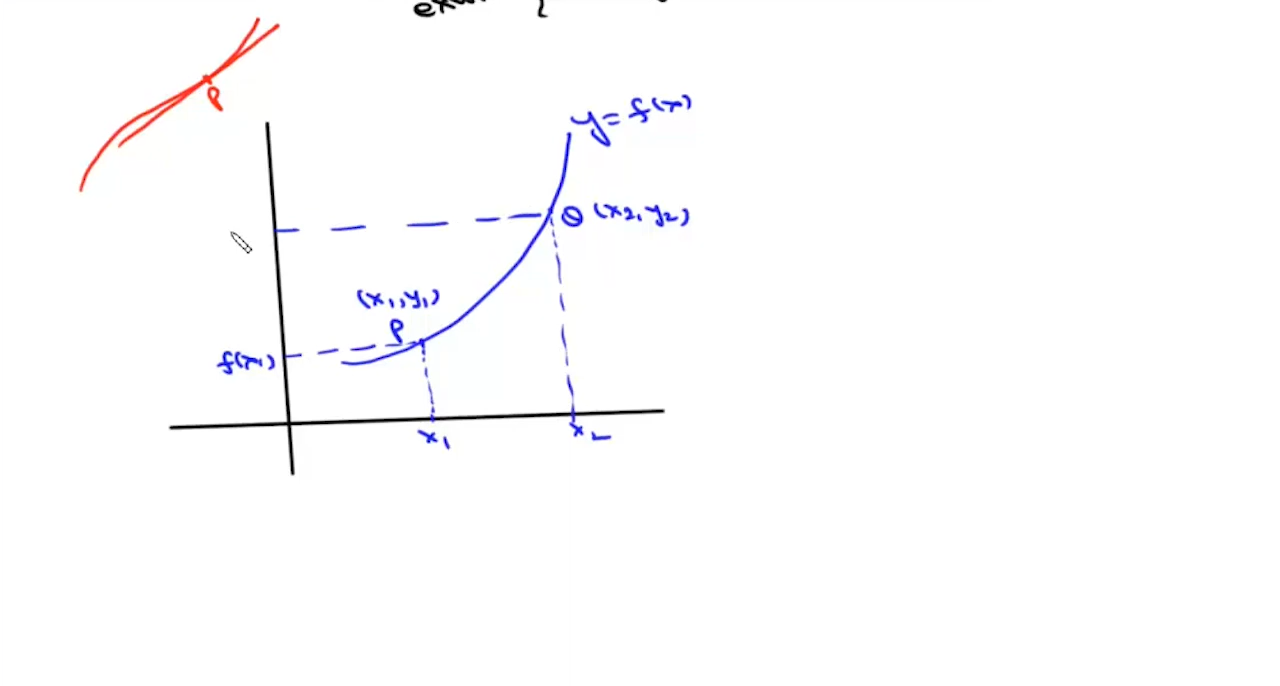 P
y = f(x)
Q (x2, y2)
(x1, y1)
P
f(x1)
x1
x2